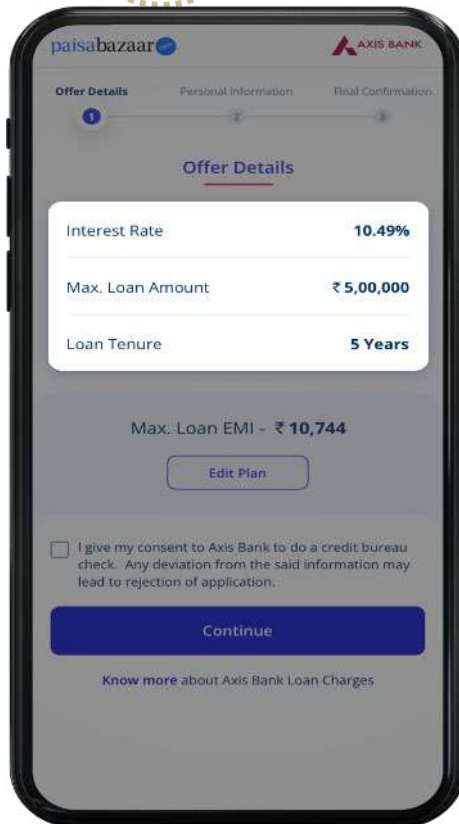 paisabazaar
AXIS BANK
Offer Details Personal Information Final Confirmation
1 2 3
Offer Details
Interest Rate 10.49%
Max. Loan Amount ₹ 5,00,000
Loan Tenure 5 Years
Max. Loan EMI - ₹ 10,744
Edit Plan
I give my consent to Axis Bank to do a credit bureau
check. Any deviation from the said information may
lead to rejection of application.
Continue
Know more about Axis Bank Loan Charges